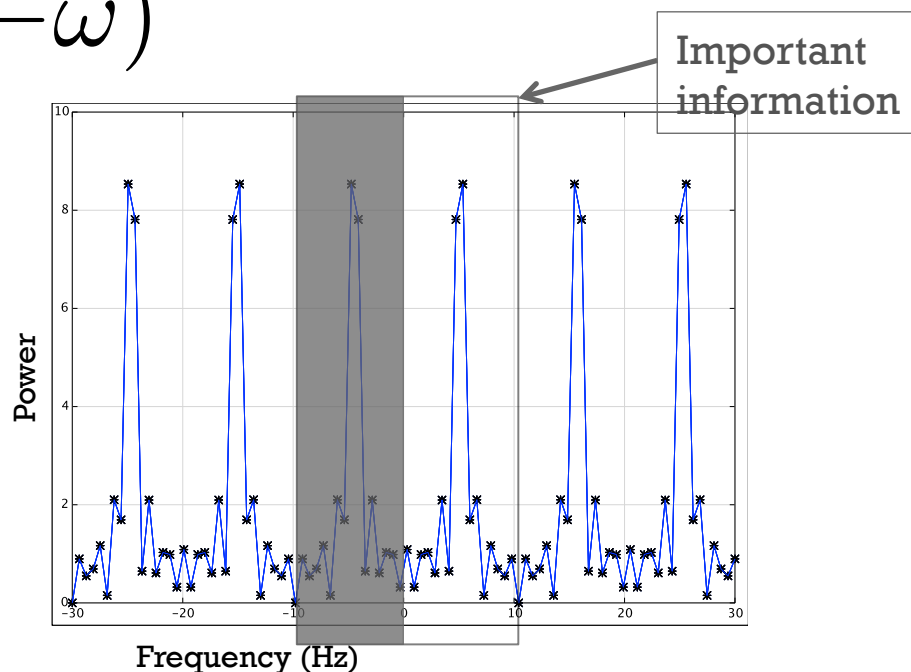 −ω)
Important
information
10
8
6
4
2
0
Power
−30 −20 −10 0 10 20 30
Frequency (Hz)